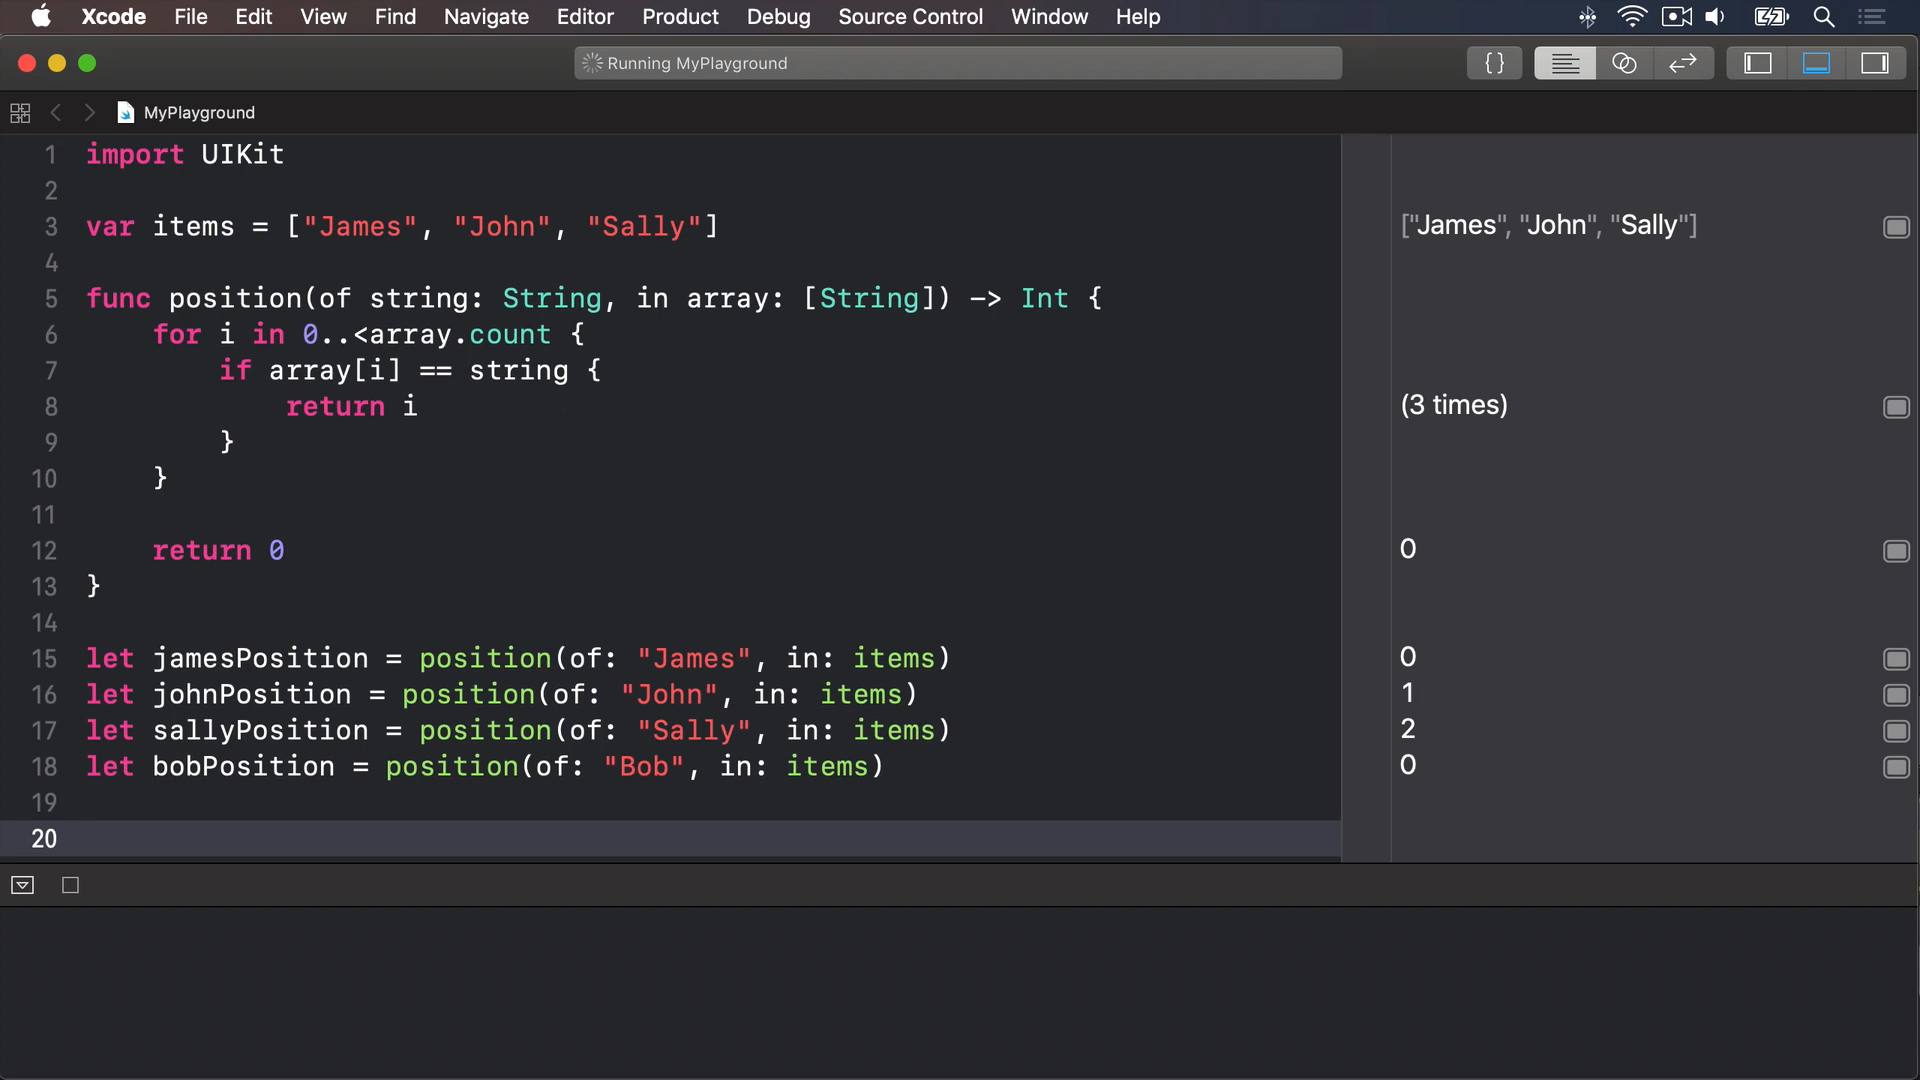 Xcode File Edit View Find Navigate Editor Product Debug Source Control Window Help
Running MyPlayground
{}
MyPlayground
1 import UIKit
2
3 var items = ["James", "John", "Sally"]
["James", "John", "Sally"]
4
5 func position(of string: String, in array: [String]) -> Int {
6 for i in 0..<array.count {
7 if array[i] == string {
8 return i
(3 times)
9 }
10 }
11
12 return 0
0
13 }
14
15 let jamesPosition = position(of: "James", in: items)
0
16 let johnPosition = position(of: "John", in: items)
1
17 let sallyPosition = position(of: "Sally", in: items)
2
18 let bobPosition = position(of: "Bob", in: items)
0
19
20